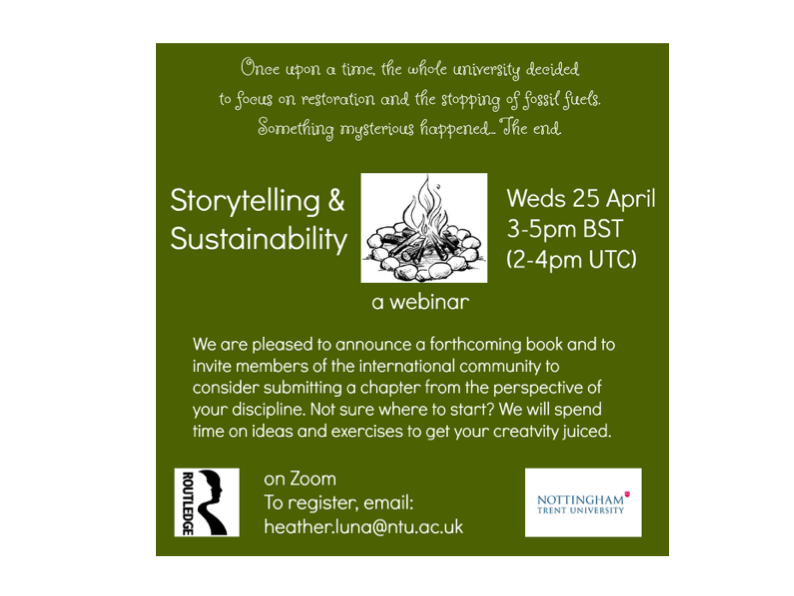 Once upon a time, the whole university decided
to focus on restoration and the stopping of fossil fuels.
Something mysterious happened... The end.
Storytelling &
Sustainability
a webinar
Weds 25 April
3-5pm BST
(2-4pm UTC)
We are pleased to announce a forthcoming book and to
invite members of the international community to
consider submitting a chapter from the perspective of
your discipline. Not sure where to start? We will spend
time on ideas and exercises to get your creatvity juiced.
ROUTLEDGE
on Zoom
To register, email:
heather.luna@ntu.ac.uk
NOTTINGHAM
TRENT UNIVERSITY